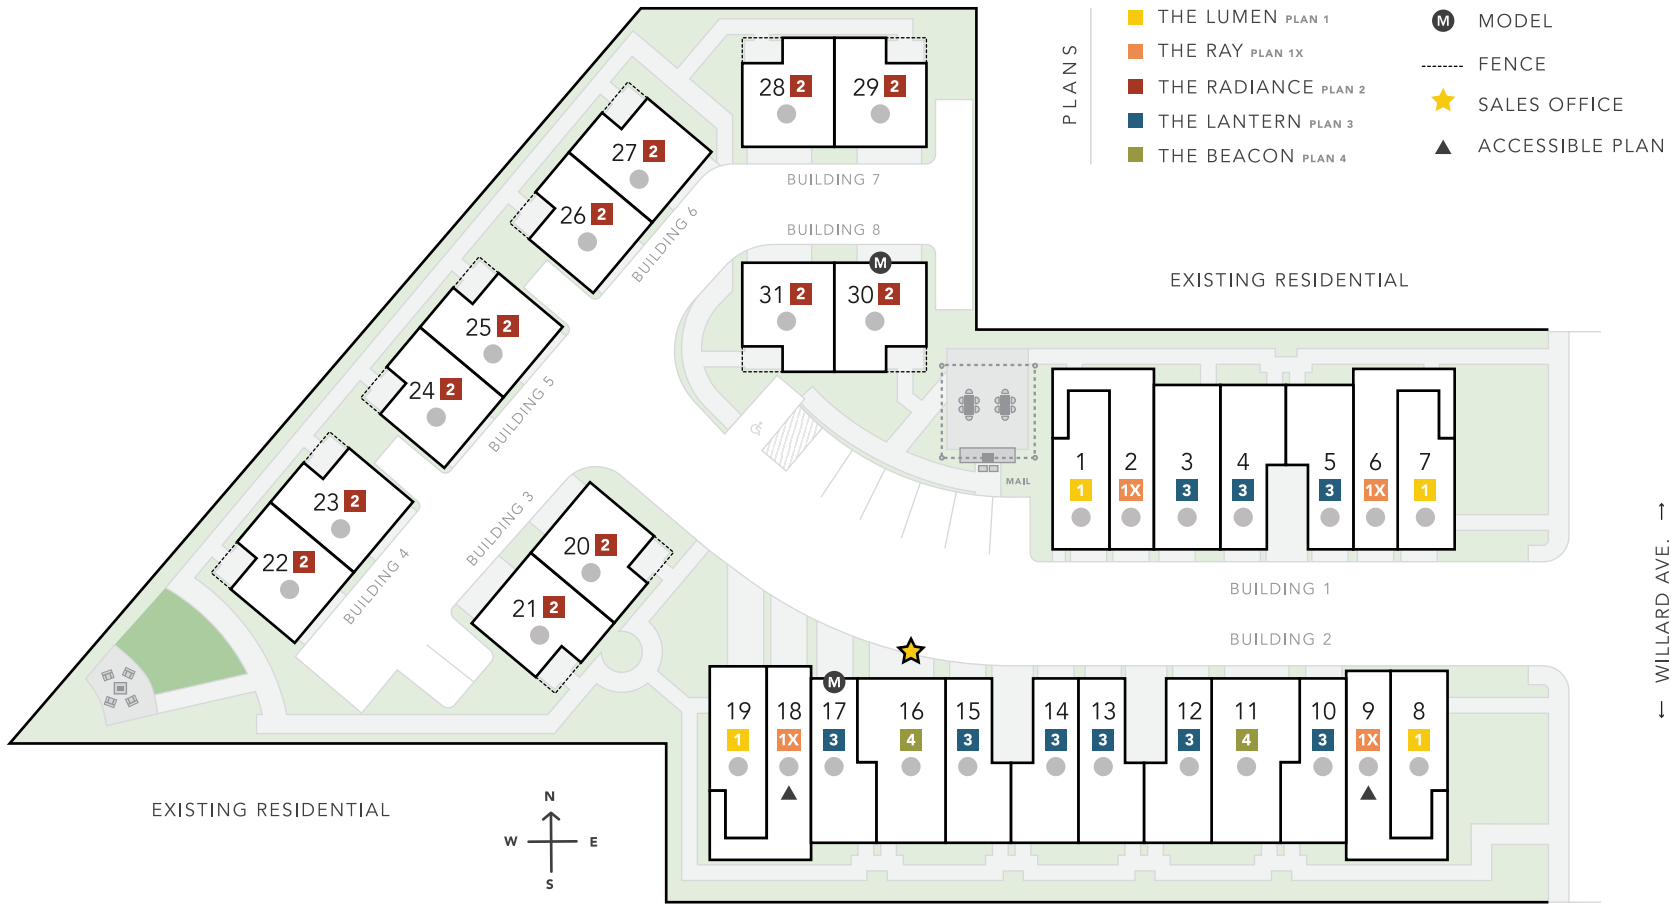 PLANS
THE LUMEN PLAN 1
THE RAY PLAN 1X
THE RADIANCE PLAN 2
THE LANTERN PLAN 3
THE BEACON PLAN 4
M MODEL
FENCE
SALES OFFICE
ACCESSIBLE PLAN
28 2
29 2
BUILDING 7
27 2
26 2
BUILDING 6
BUILDING 8
M
31 2
30 2
EXISTING RESIDENTIAL
25 2
24 2
BUILDING 5
MAIL
1 2 3 4 5 6 7
1 1X 3 3 3 1X 1
BUILDING 1
23 2
22 2
BUILDING 4
BUILDING 3
20 2
21 2
BUILDING 2
← WILLARD AVE. →
M
19 18 17 16 15 14 13 12 11 10 9 8
1 1X 3 4 3 3 3 3 4 3 1X 1
EXISTING RESIDENTIAL
N
W E
S